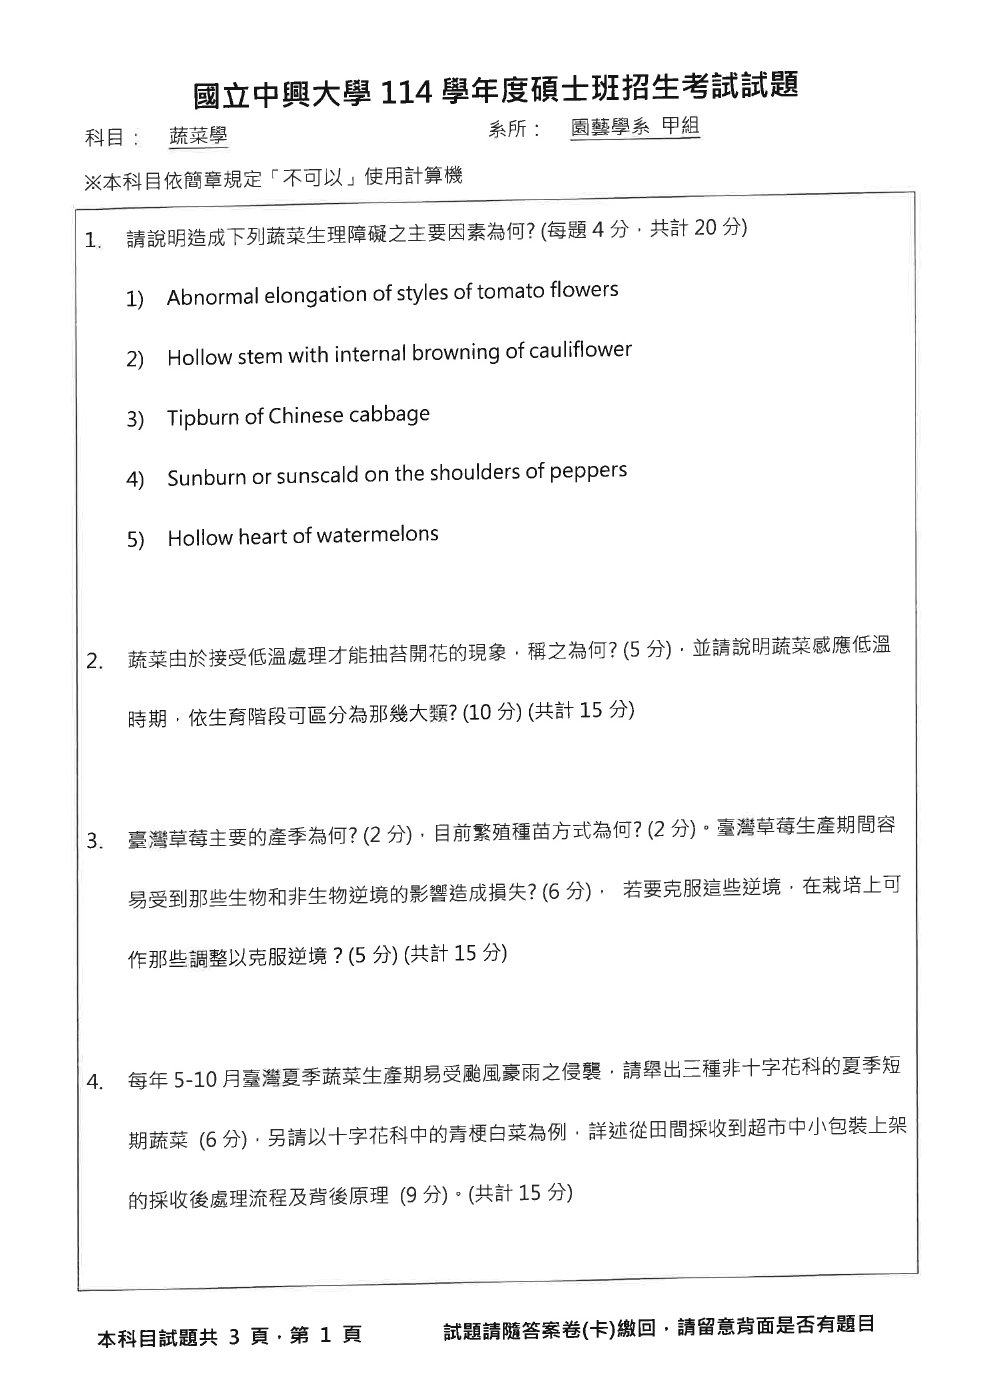 國立中興大學 114 學年度碩士班招生考試試題
科目： 蔬菜學 系所： 園藝學系 甲組
※本科目依簡章規定「不可以」使用計算機
1. 請說明造成下列蔬菜生理障礙之主要因素為何? (每題 4 分，共計 20 分)
1) Abnormal elongation of styles of tomato flowers
2) Hollow stem with internal browning of cauliflower
3) Tipburn of Chinese cabbage
4) Sunburn or sunscald on the shoulders of peppers
5) Hollow heart of watermelons
2. 蔬菜由於接受低溫處理才能抽苔開花的現象，稱之為何? (5 分)，並請說明蔬菜感應低溫
時期，依生育階段可區分為那幾大類? (10 分) (共計 15 分)
3. 臺灣草莓主要的產季為何? (2 分)，目前繁殖種苗方式為何? (2 分)。臺灣草莓生產期間容
易受到那些生物和非生物逆境的影響造成損失? (6 分)， 若要克服這些逆境，在栽培上可
作那些調整以克服逆境？(5 分) (共計 15 分)
4. 每年 5-10 月臺灣夏季蔬菜生產期易受颱風豪雨之侵襲，請舉出三種非十字花科的夏季短
期蔬菜 (6 分)，另請以十字花科中的青梗白菜為例，詳述從田間採收到超市中小包裝上架
的採收後處理流程及背後原理 (9 分)。(共計 15 分)
本科目試題共 3 頁，第 1 頁 試題請隨答案卷(卡)繳回，請留意背面是否有題目